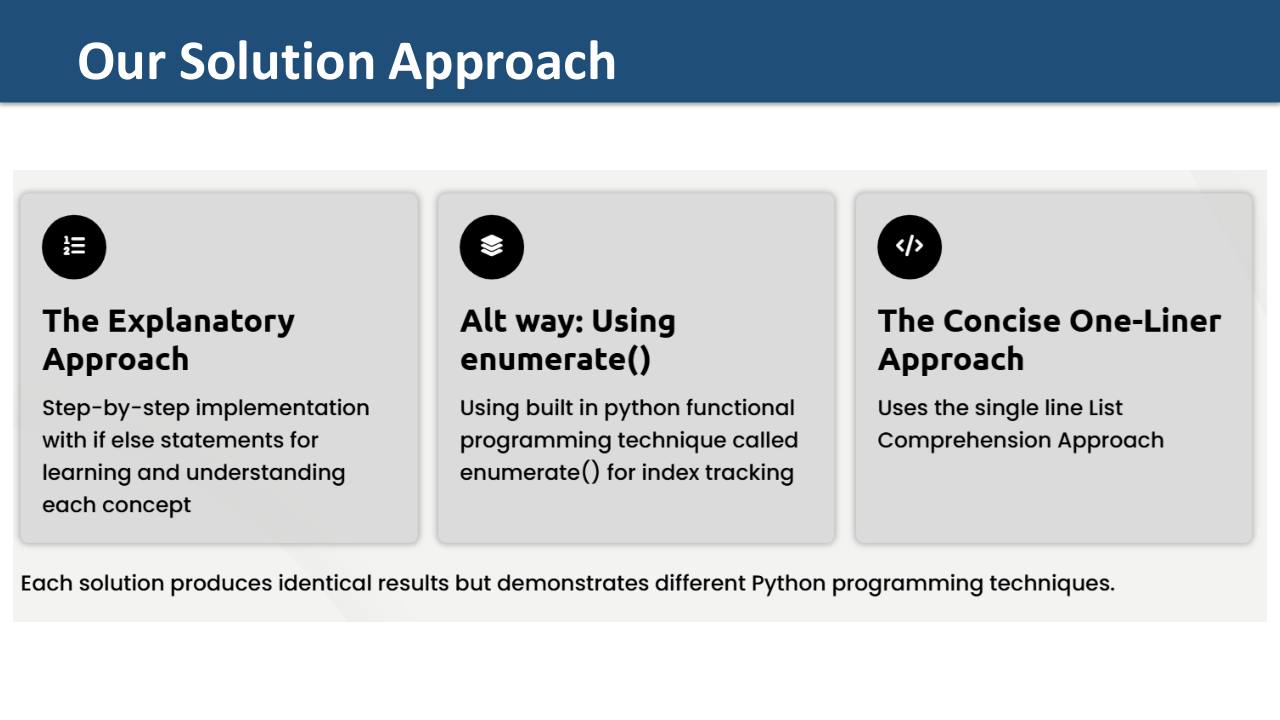 Our Solution Approach
The Explanatory
Approach
Step-by-step implementation
with if else statements for
learning and understanding
each concept
Alt way: Using
enumerate()
Using built in python functional
programming technique called
enumerate() for index tracking
The Concise One-Liner
Approach
Uses the single line List
Comprehension Approach
Each solution produces identical results but demonstrates different Python programming techniques.